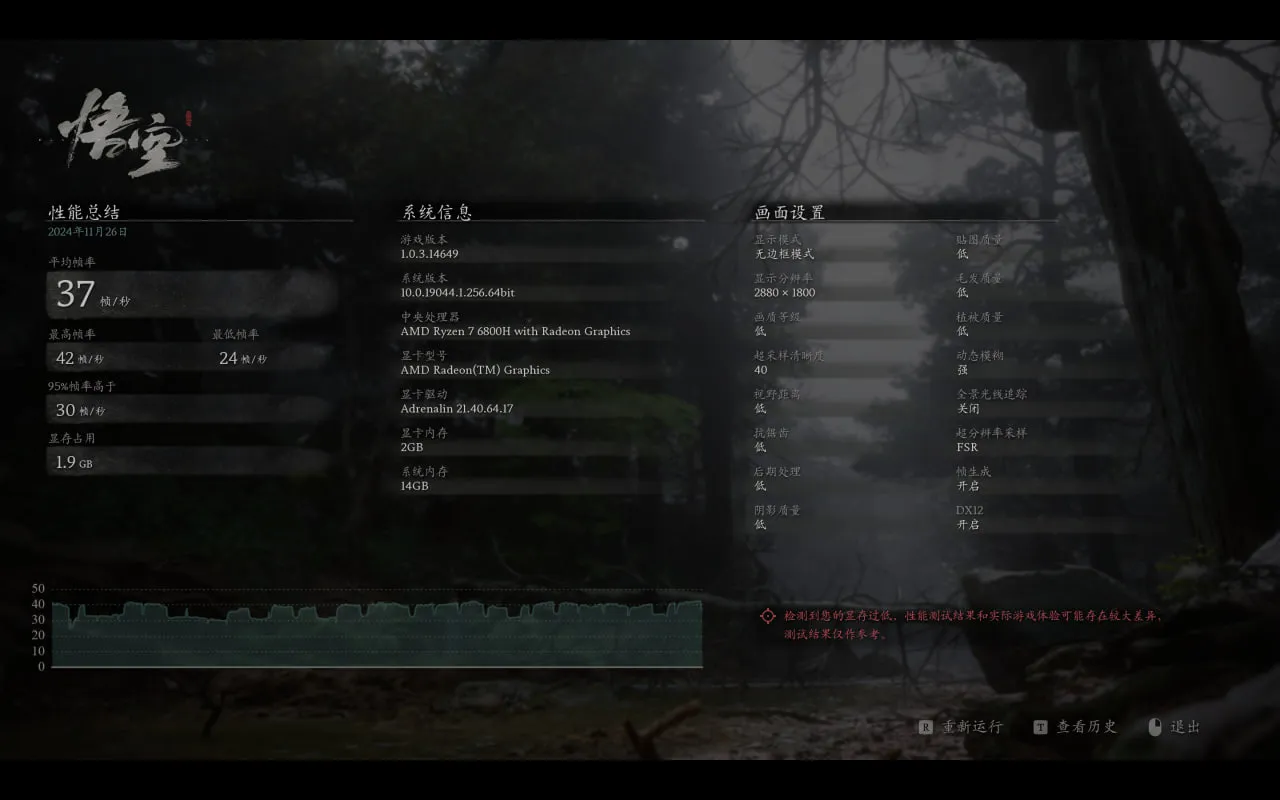 悟空
性能总结
2024年11月26日
平均帧率
37 帧/秒
最高帧率 最低帧率
42 帧/秒 24 帧/秒
95%帧率高于
30 帧/秒
显存占用
1.9 GB
系统信息
游戏版本
1.0.3.14649
系统版本
10.0.19044.1.256.64bit
中央处理器
AMD Ryzen 7 6800H with Radeon Graphics
显卡型号
AMD Radeon(TM) Graphics
显卡驱动
Adrenalin 21.40.64.17
显卡内存
2GB
系统内存
14GB
画面设置
显示模式
无边框模式
显示分辨率
2880 × 1800
画质等级
低
超采样清晰度
40
视野距离
低
抗锯齿
低
后期处理
低
阴影质量
低
贴图质量
低
毛发质量
低
植被质量
低
动态模糊
强
全景光线追踪
关闭
超分辨率采样
FSR
帧生成
开启
DX12
开启
50
40
30
20
10
0
检测到您的显存过低，性能测试结果和实际游戏体验可能存在较大差异，
测试结果仅作参考。
R 重新运行 T 查看历史 退出